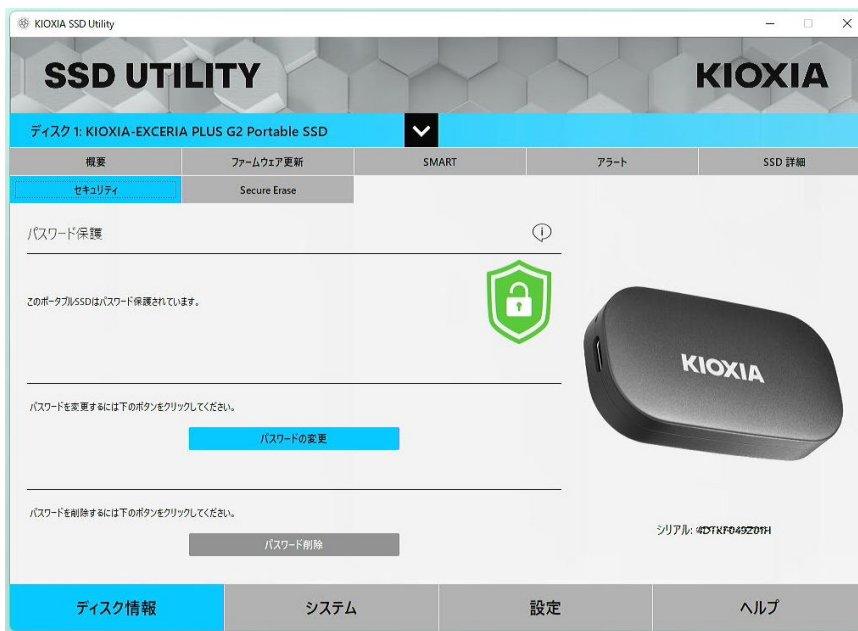 KIOXIA SSD Utility
SSD UTILITY
KIOXIA
ディスク 1: KIOXIA-EXCERIA PLUS G2 Portable SSD
概要
ファームウェア更新
SMART
アラート
SSD 詳細
セキュリティ
Secure Erase
パスワード保護
このポータブルSSDはパスワード保護されています。
KIOXIA
パスワードを変更するには下のボタンをクリックしてください。
パスワードの変更
パスワードを削除するには下のボタンをクリックしてください。
パスワード削除
シリアル:
ディスク情報
システム
設定
ヘルプ